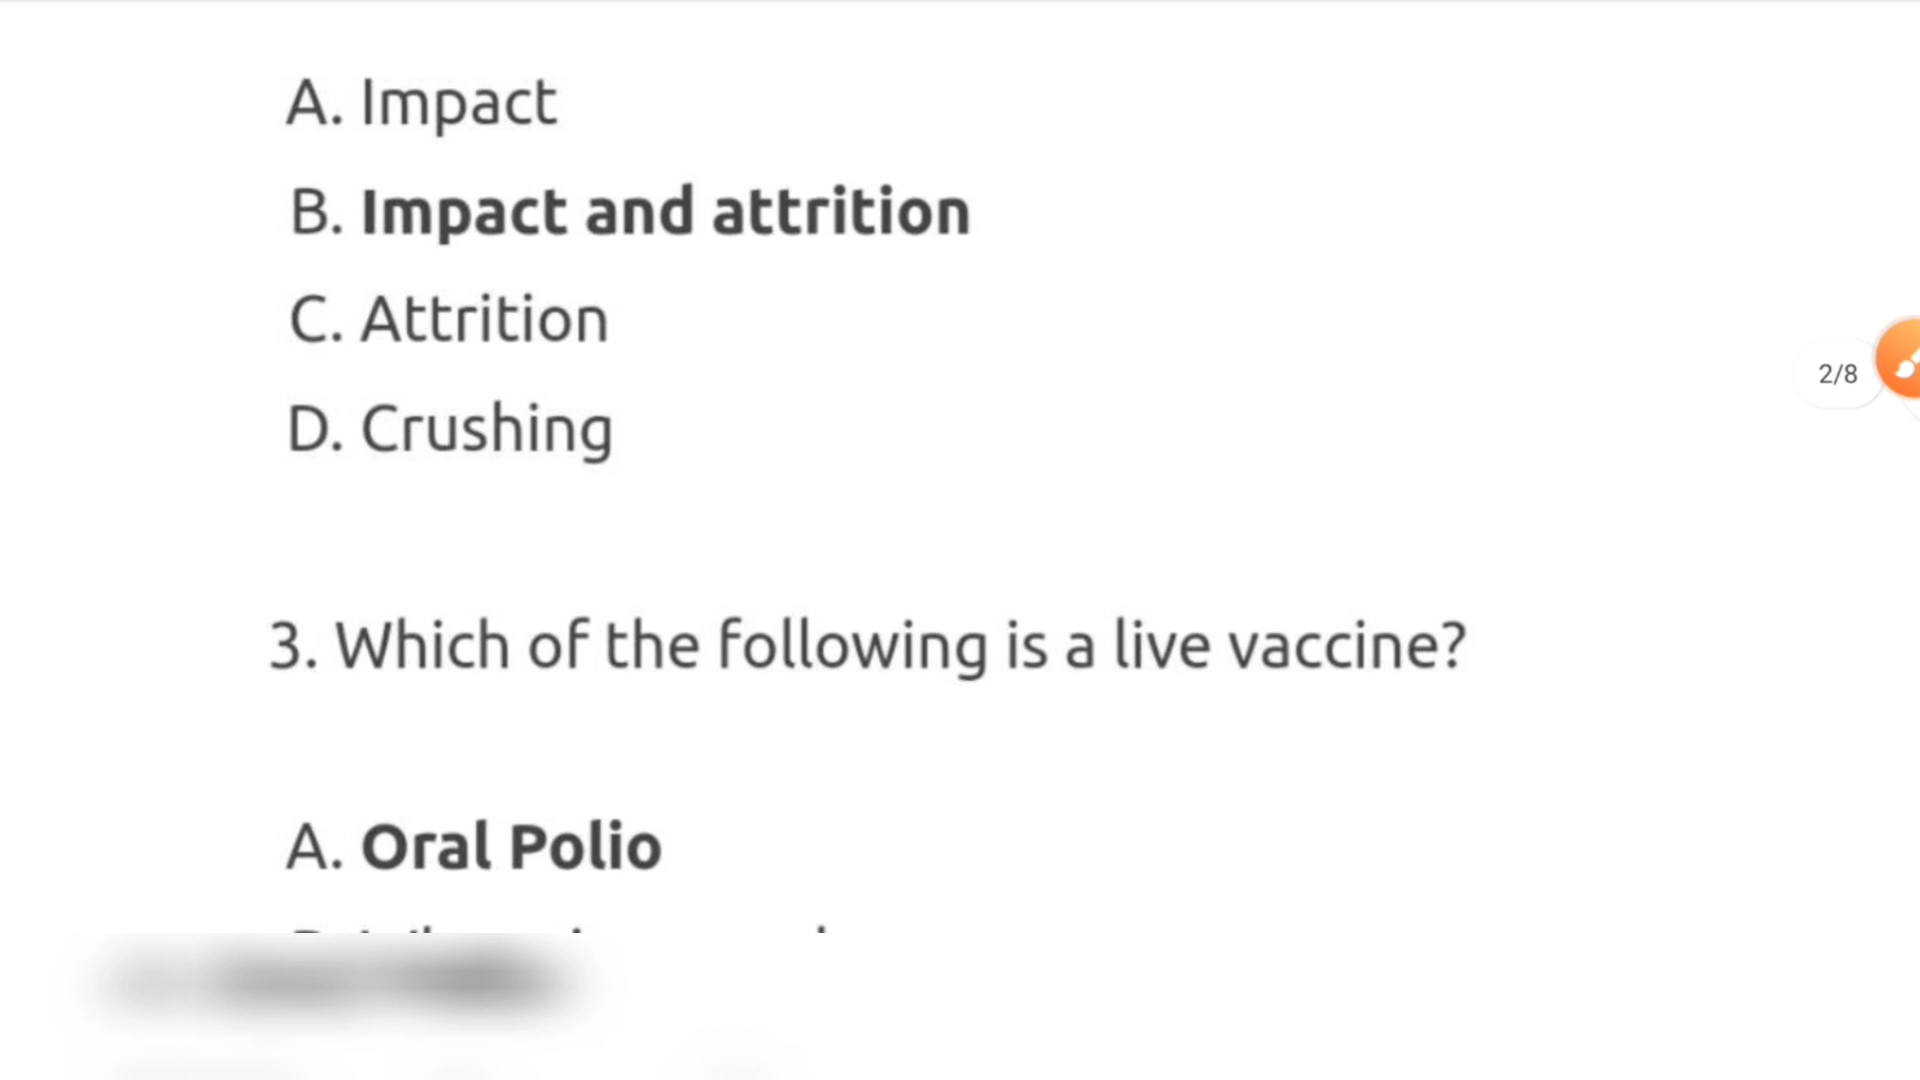 A. Impact
B. Impact and attrition
C. Attrition
D. Crushing
2/8
3. Which of the following is a live vaccine?
A. Oral Polio